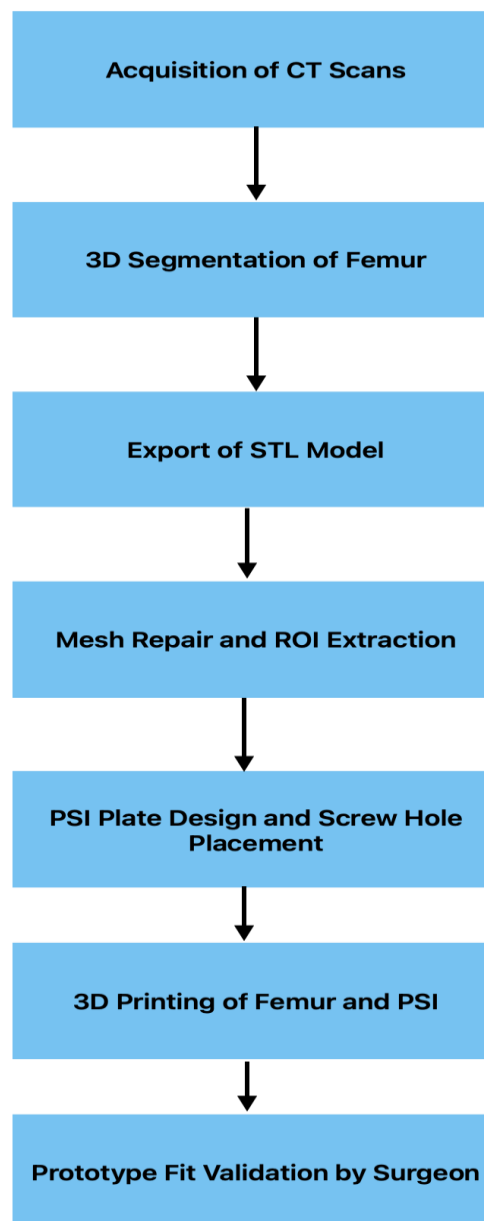 Acquisition of CT Scans
3D Segmentation of Femur
Export of STL Model
Mesh Repair and ROI Extraction
PSI Plate Design and Screw Hole
Placement
3D Printing of Femur and PSI
Prototype Fit Validation by Surgeon